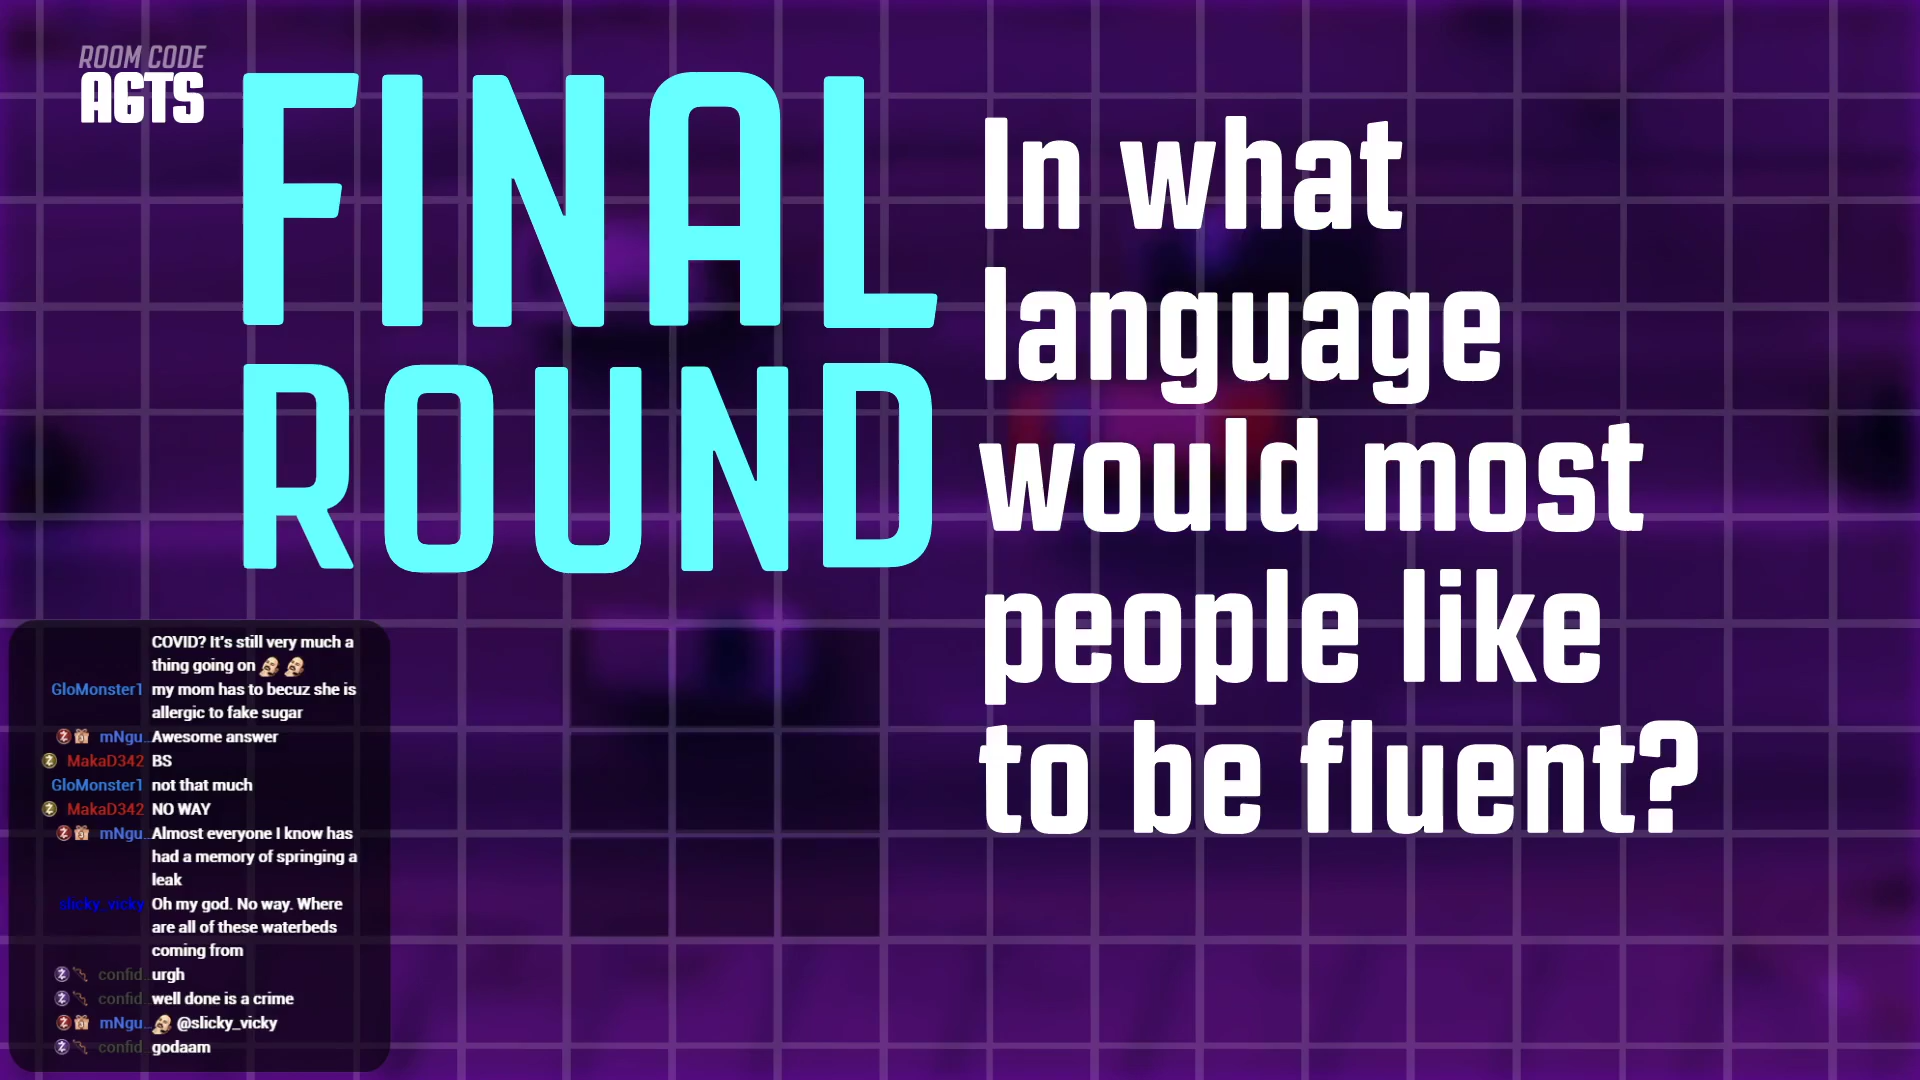 ROOM CODE
AGTS
FINAL
ROUND
In what
language
would most
people like
to be fluent?
COVID? It's still very much a
thing going on
GloMonster1 my mom has to becuz she is
allergic to fake sugar
mNgu... Awesome answer
MakaD342 BS
GloMonster1 not that much
MakaD342 NO WAY
mNgu... Almost everyone I know has
had a memory of springing a
leak
slicky_vicky Oh my god. No way. Where
are all of these waterbeds
coming from
confid... urgh
confid... well done is a crime
mNgu... @slicky_vicky
confid... godaam